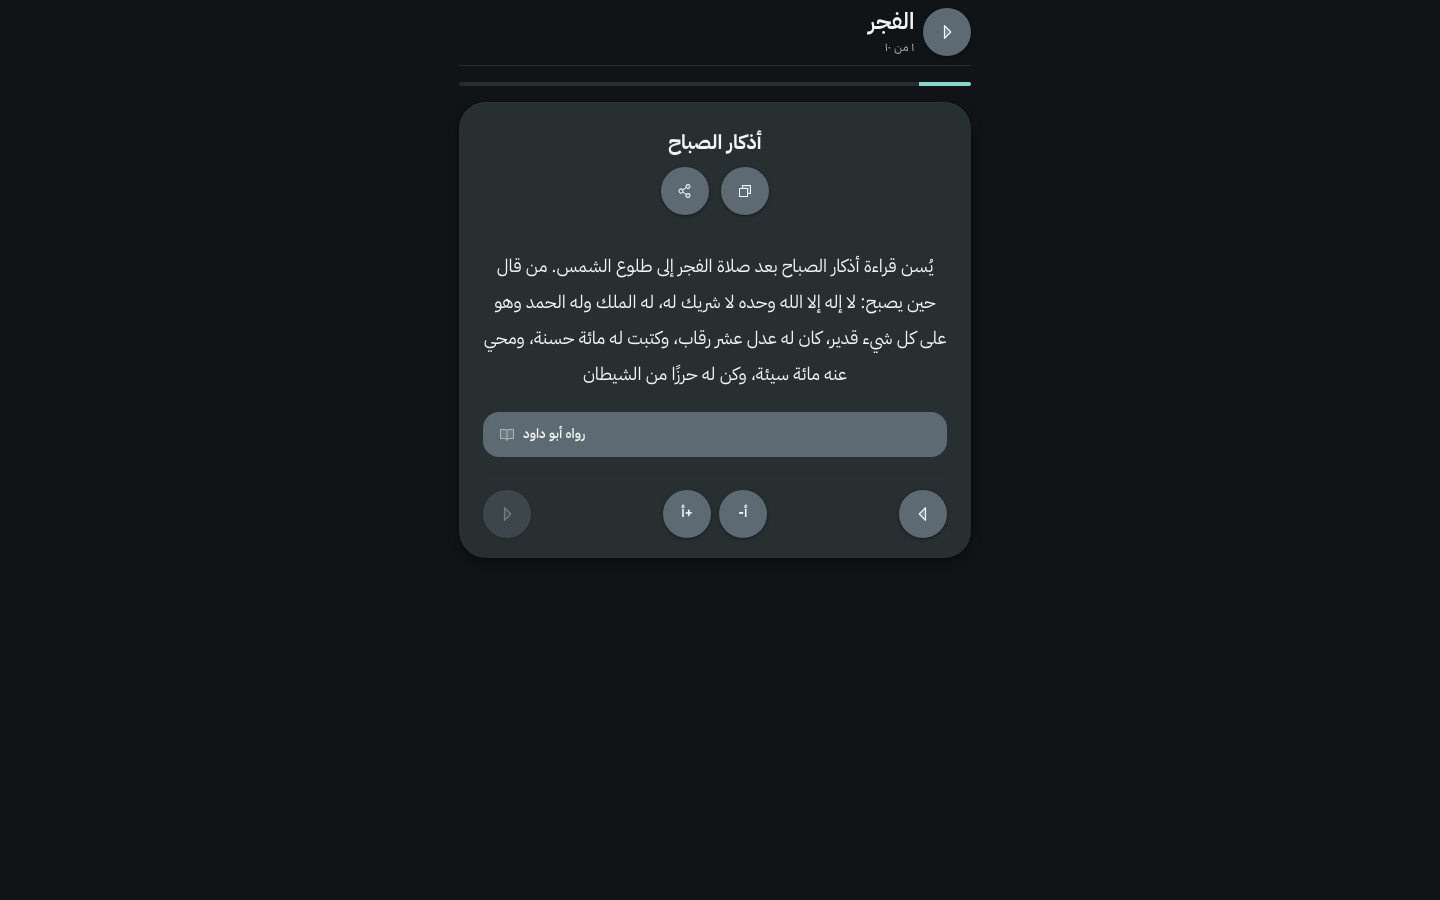 الفجر
١ من ١٠
أذكار الصباح
يُسن قراءة أذكار الصباح بعد صلاة الفجر إلى طلوع الشمس. من قال
حين يصبح: لا إله إلا الله وحده لا شريك له، له الملك وله الحمد وهو
على كل شيء قدير، كان له عدل عشر رقاب، وكتبت له مائة حسنة، ومحي
عنه مائة سيئة، وكن له حرزًا من الشيطان
رواه أبو داود
أ-
أ+